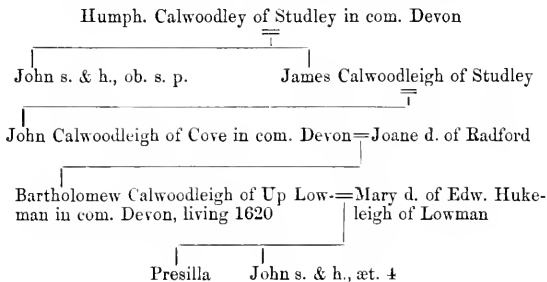 Humph. Calwoodley of Studley in com. Devon
John s. & h., ob. s. p. James Calwoodleigh of Studley
John Calwoodleigh of Cove in com. Devon=Joane d. of Radford
Bartholomew Calwoodleigh of Up Low-=Mary d. of Edw. Huke-
man in com. Devon, living 1620 leigh of Lowman
Presilla John s. & h., æt. 4